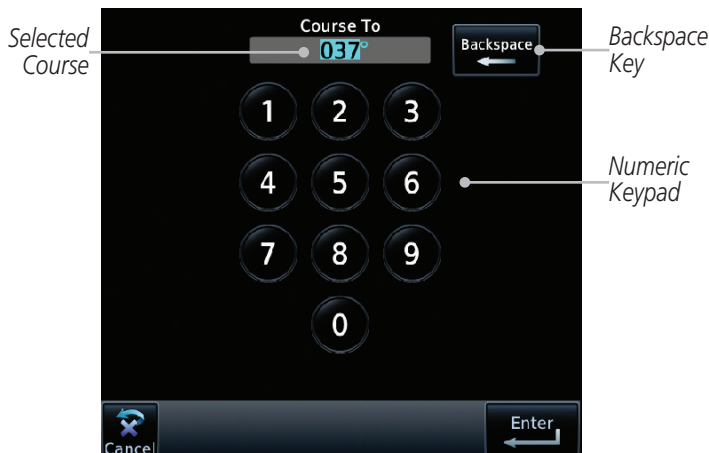 Course To
Selected
Course
037°
Backspace
Backspace
Key
1 2 3
4 5 6
Numeric
Keypad
7 8 9
0
Cancel
Enter